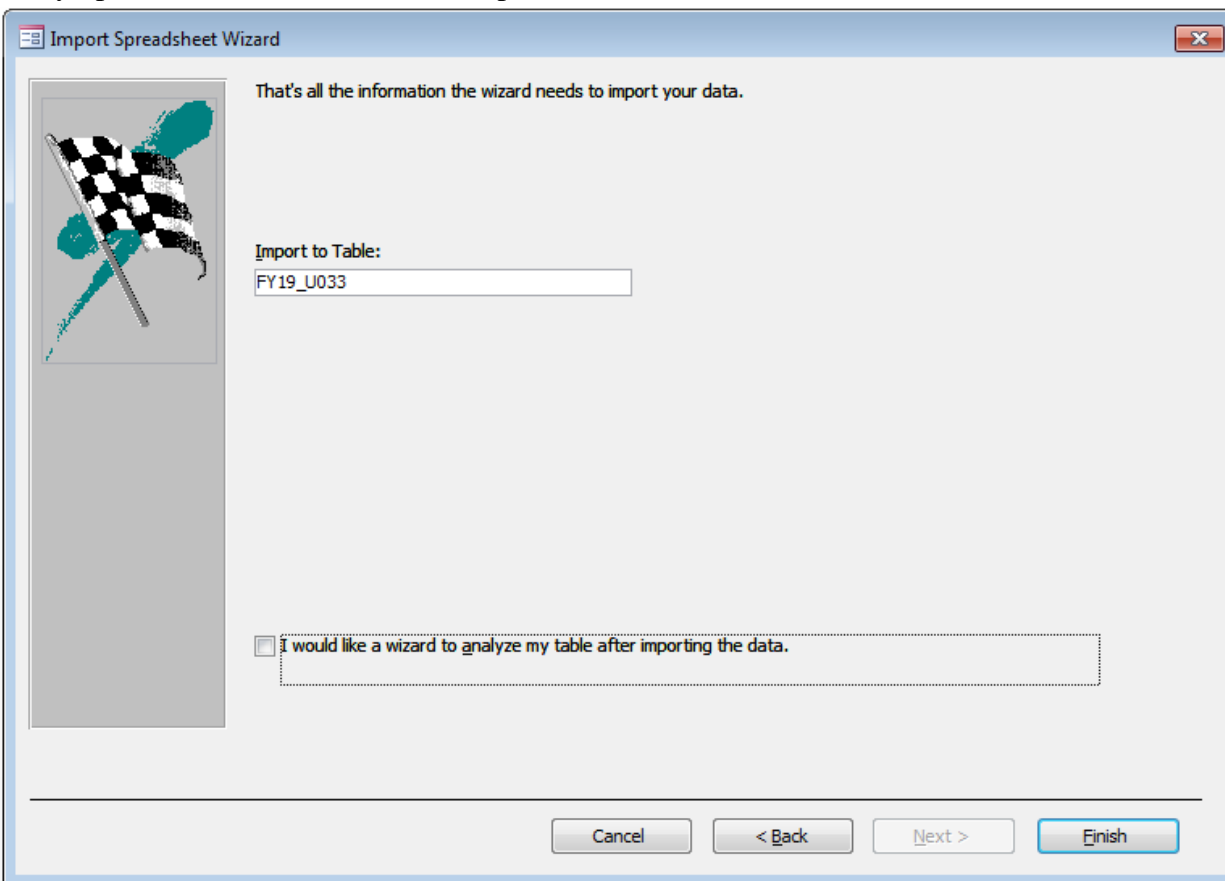 Import Spreadsheet Wizard
That's all the information the wizard needs to import your data.
Import to Table:
FY19_U033
I would like a wizard to analyze my table after importing the data.
Cancel
< Back
Next >
Finish